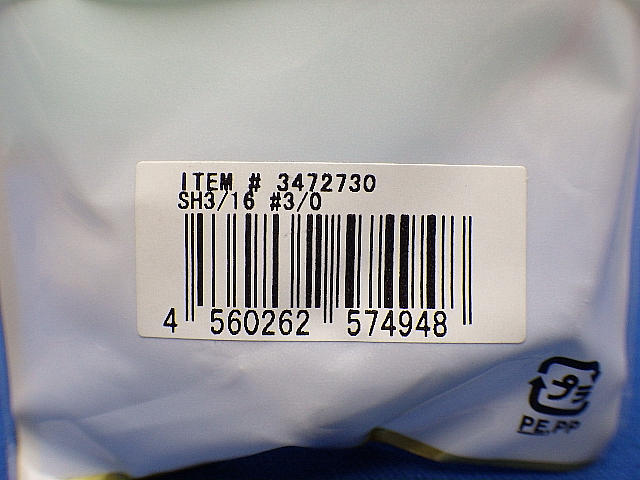 ITEM # 3472730
SH3/16 #3/0
4 560262 574948
プラ
PE,PP